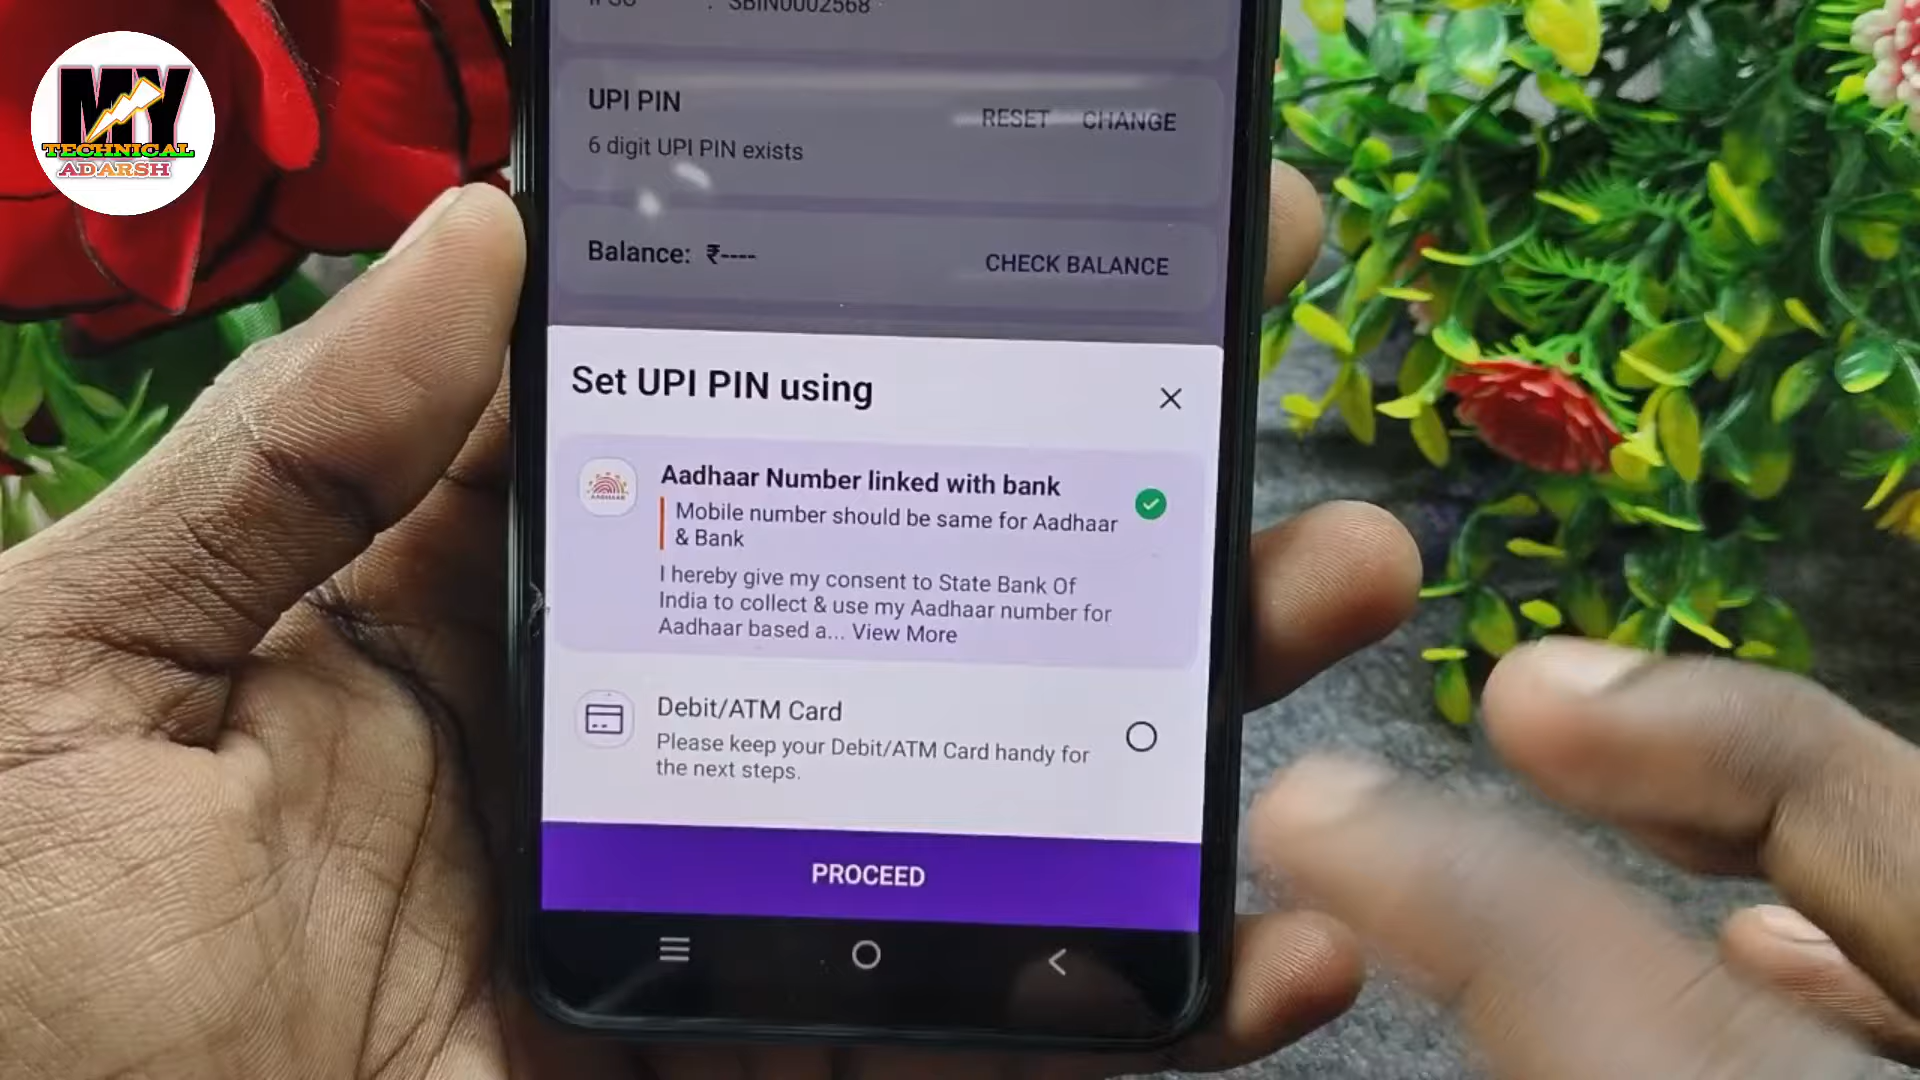 MY
TECHNICAL
ADARSH
: SBIN0002568
UPI PIN
RESET CHANGE
6 digit UPI PIN exists
Balance: ₹----
CHECK BALANCE
Set UPI PIN using
AADHAAR
Aadhaar Number linked with bank
Mobile number should be same for Aadhaar
& Bank
I hereby give my consent to State Bank Of
India to collect & use my Aadhaar number for
Aadhaar based a... View More
Debit/ATM Card
Please keep your Debit/ATM Card handy for
the next steps.
PROCEED